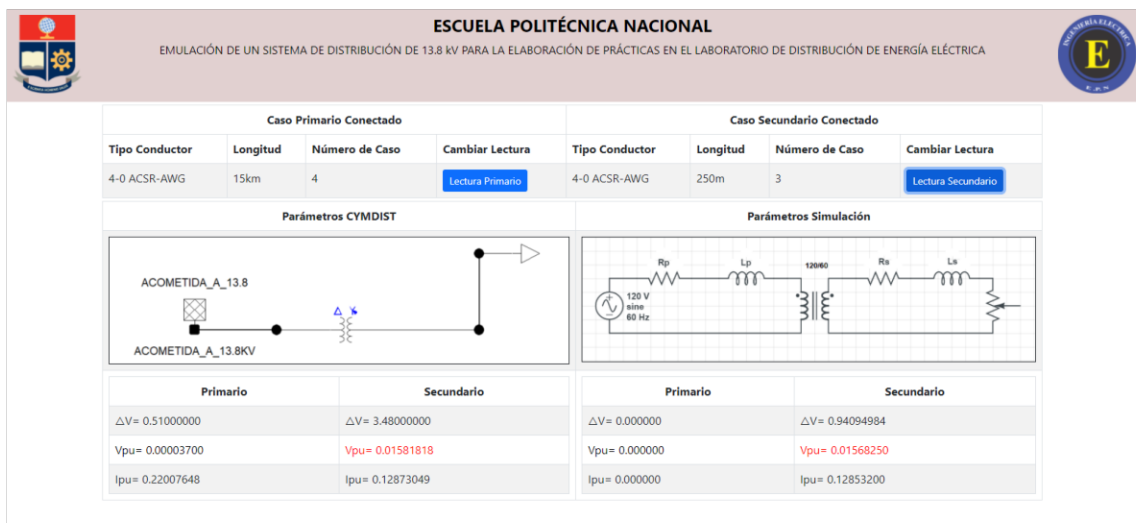 ESCUELA POLITÉCNICA NACIONAL
EMULACIÓN DE UN SISTEMA DE DISTRIBUCIÓN DE 13.8 kV PARA LA ELABORACIÓN DE PRÁCTICAS EN EL LABORATORIO DE DISTRIBUCIÓN DE ENERGÍA ELÉCTRICA
INGENIERÍA ELÉCTRICA
E
E.P.N
Caso Primario Conectado
Caso Secundario Conectado
Tipo Conductor Longitud Número de Caso Cambiar Lectura Tipo Conductor Longitud Número de Caso Cambiar Lectura
4-0 ACSR-AWG 15km 4 Lectura Primario 4-0 ACSR-AWG 250m 3 Lectura Secundario
Parámetros CYMDIST
Parámetros Simulación
ACOMETIDA_A_13.8
ACOMETIDA_A_13.8KV
Rp Lp 120/60 Rs Ls
120 V
sine
60 Hz
Primario Secundario Primario Secundario
△V= 0.51000000 △V= 3.48000000 △V= 0.000000 △V= 0.94094984
Vpu= 0.00003700 Vpu= 0.01581818 Vpu= 0.000000 Vpu= 0.01568250
Ipu= 0.22007648 Ipu= 0.12873049 Ipu= 0.000000 Ipu= 0.12853200